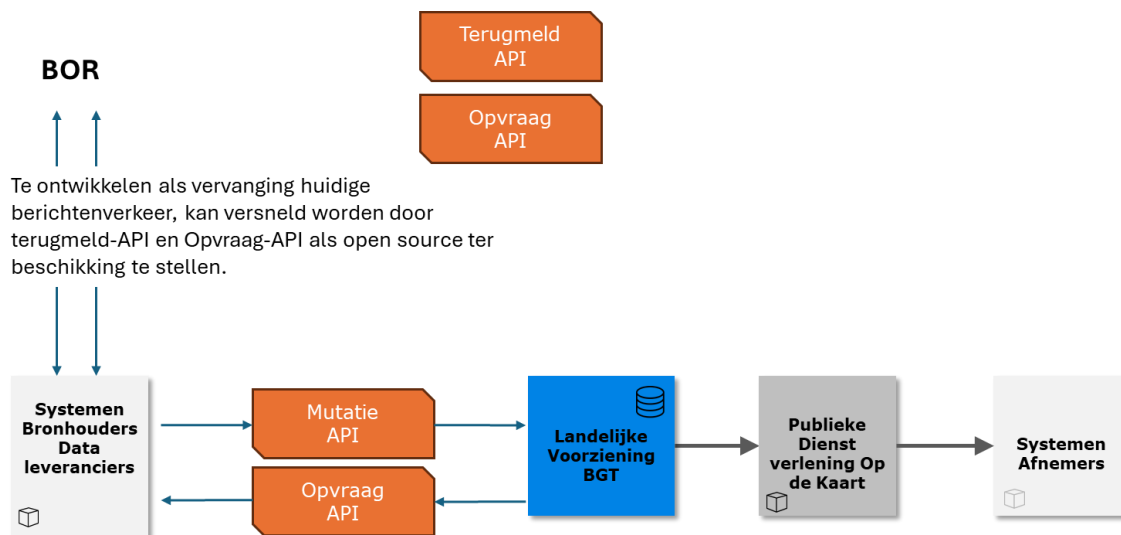 Terugmeld
API
BOR
Opvraag
API
Te ontwikkelen als vervanging huidige
berichtenverkeer, kan versneld worden door
terugmeld-API en Opvraag-API als open source ter
beschikking te stellen.
Systemen
Bronhouders
Data
leveranciers
Mutatie
API
Opvraag
API
Landelijke
Voorziening
BGT
Publieke
Dienst
verlening Op
de Kaart
Systemen
Afnemers